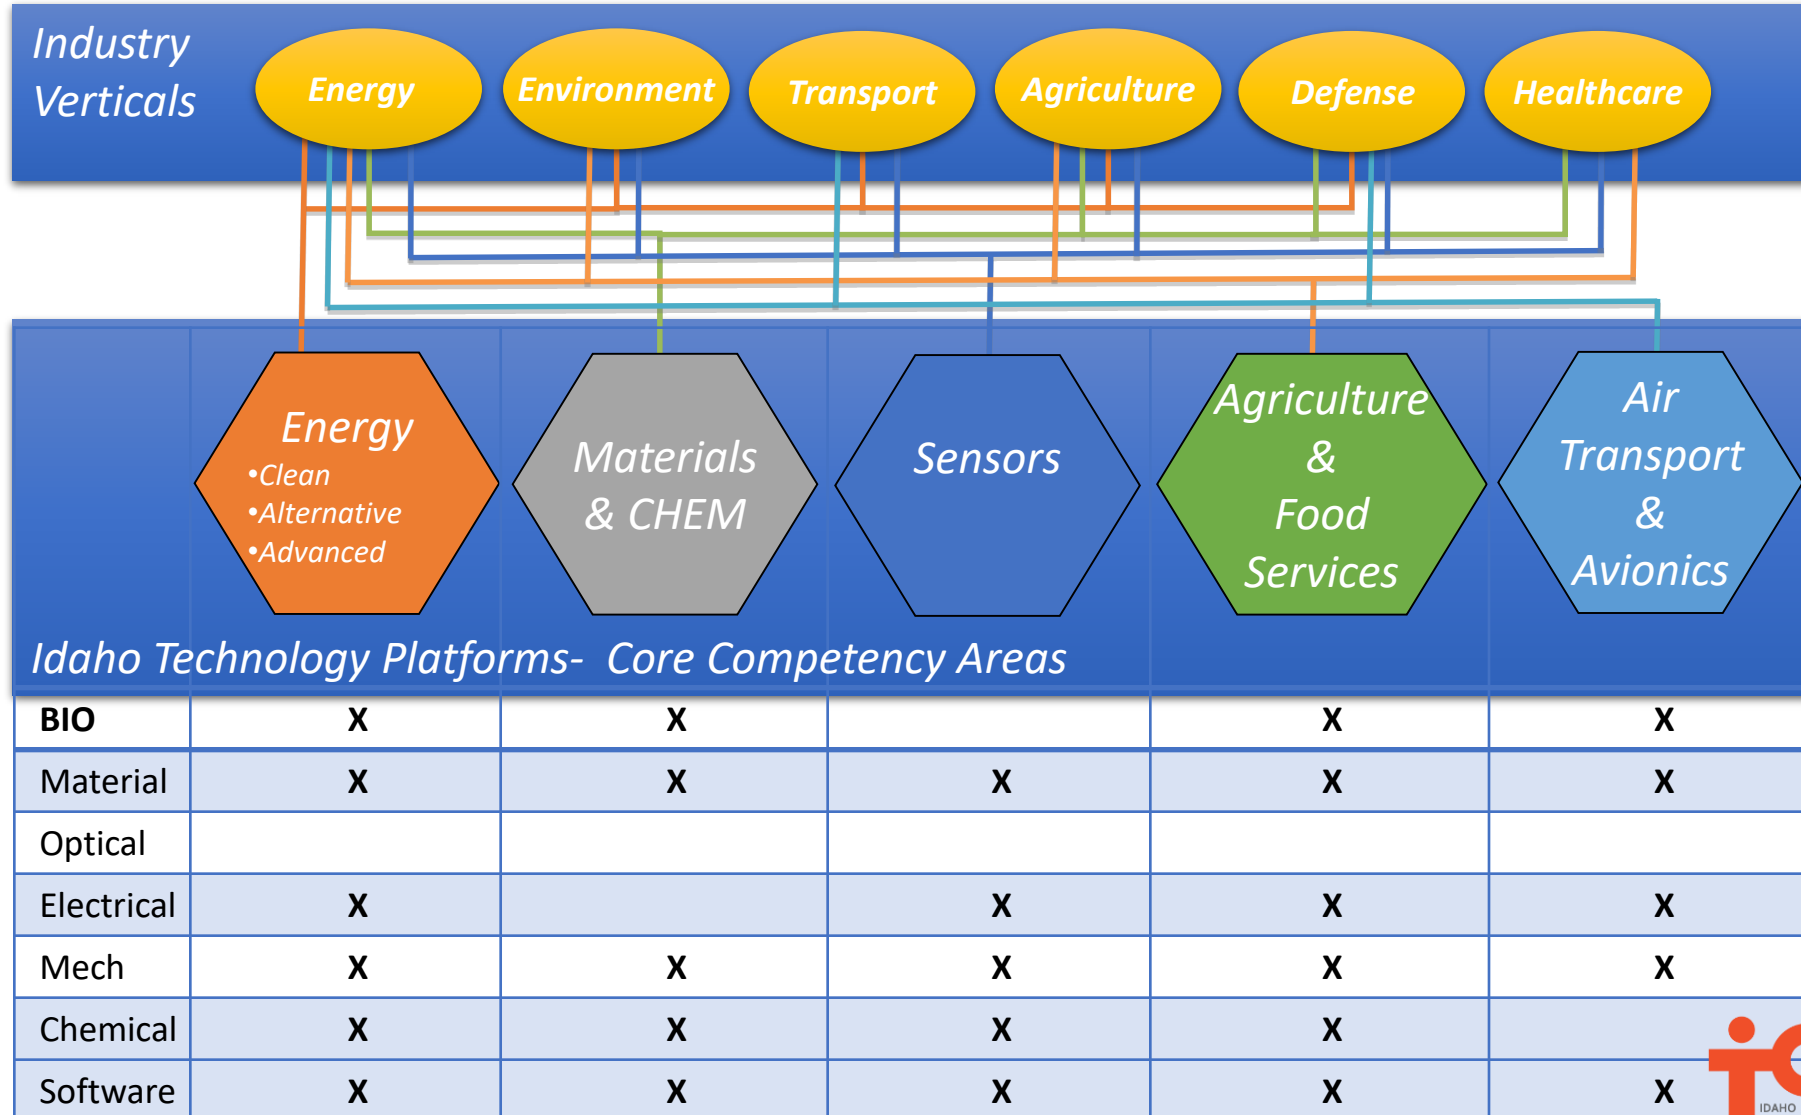 Industry
Verticals
Energy
Environment
Transport
Agriculture
Defense
Healthcare
Energy
•Clean
•Alternative
•Advanced
Materials
& CHEM
Sensors
Agriculture
&
Food
Services
Air
Transport
&
Avionics
Idaho Technology Platforms-  Core Competency Areas
BIO X X X X
Material X X X X X
Optical
Electrical X X X X
Mech X X X X X
Chemical X X X X
Software X X X X X
IDAHO